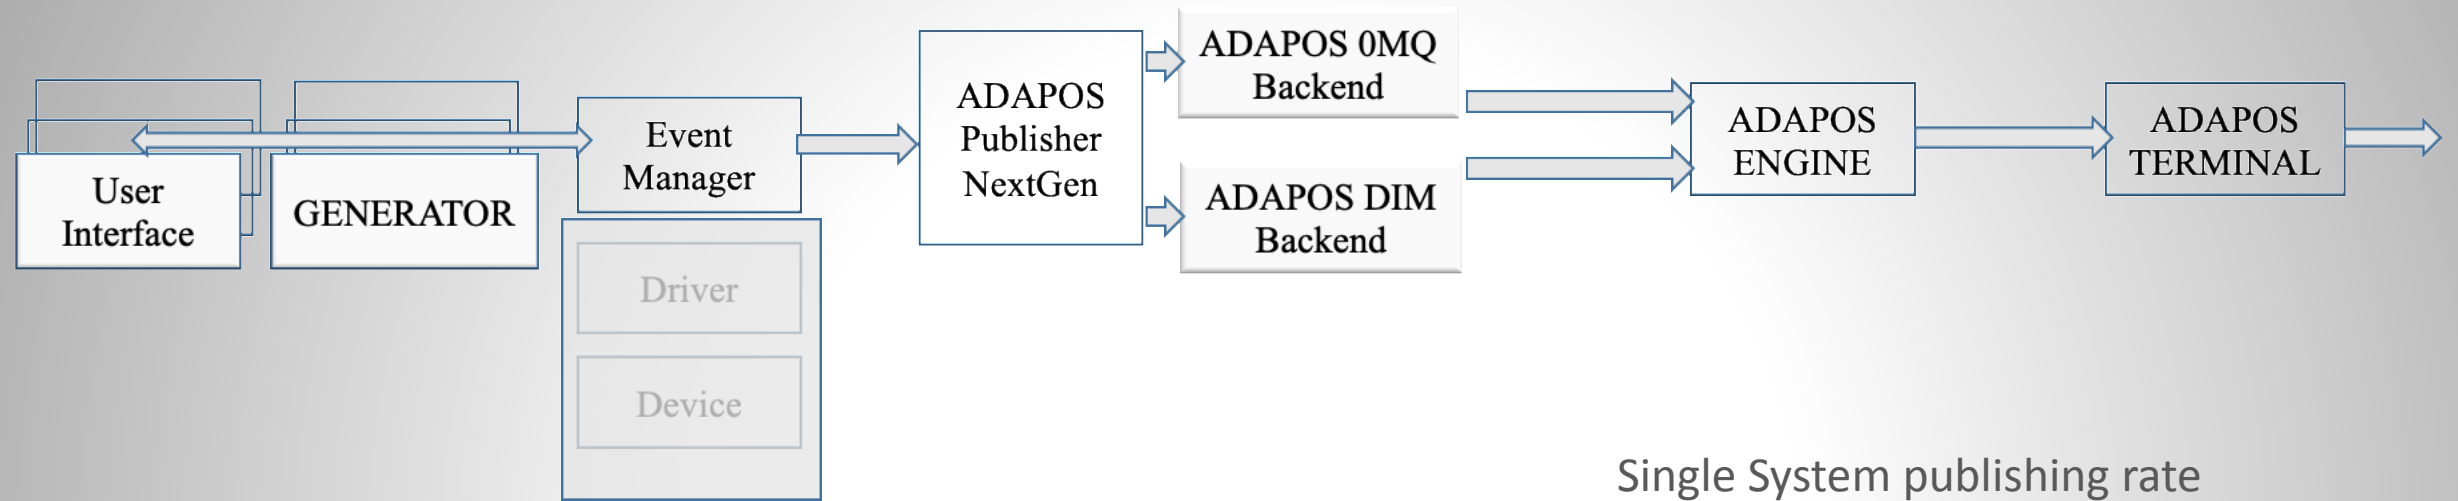 User
Interface
GENERATOR
Event
Manager
Driver
Device
ADAPOS
Publisher
NextGen
ADAPOS 0MQ
Backend
ADAPOS DIM
Backend
ADAPOS
ENGINE
ADAPOS
TERMINAL
Single System publishing rate